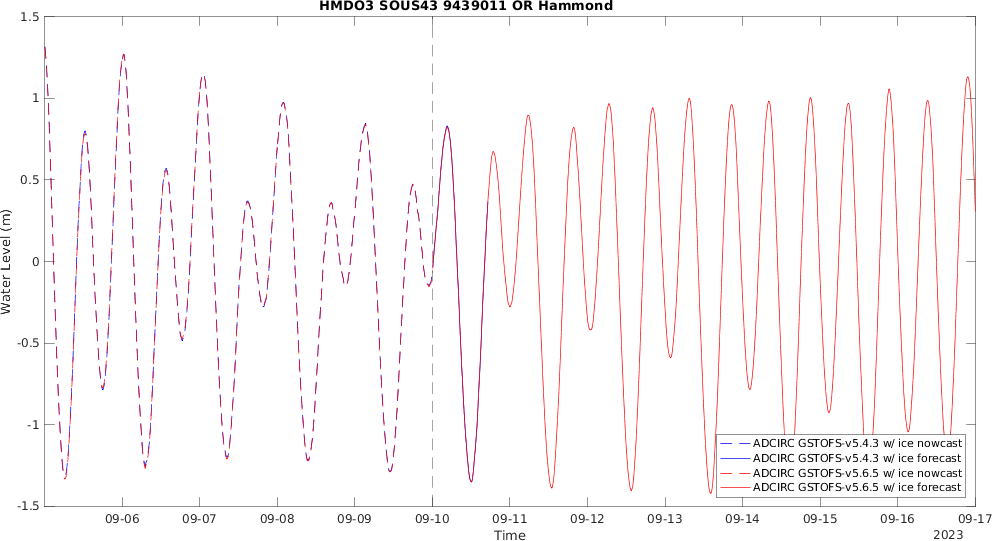 HMDO3 SOUS43 9439011 OR Hammond
1.5
1
0.5
0
-0.5
-1
-1.5
Water Level (m)
ADCIRC GSTOFS-v5.4.3 w/ ice nowcast
ADCIRC GSTOFS-v5.4.3 w/ ice forecast
ADCIRC GSTOFS-v5.6.5 w/ ice nowcast
ADCIRC GSTOFS-v5.6.5 w/ ice forecast
09-06 09-07 09-08 09-09 09-10 09-11 09-12 09-13 09-14 09-15 09-16 09-17
Time
2023